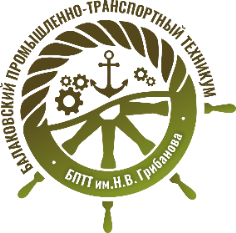 БАЛАКОВСКИЙ ПРОМЫШЛЕННО-ТРАНСПОРТНЫЙ ТЕХНИКУМ
· БПТТ им.Н.В. Грибанова ·